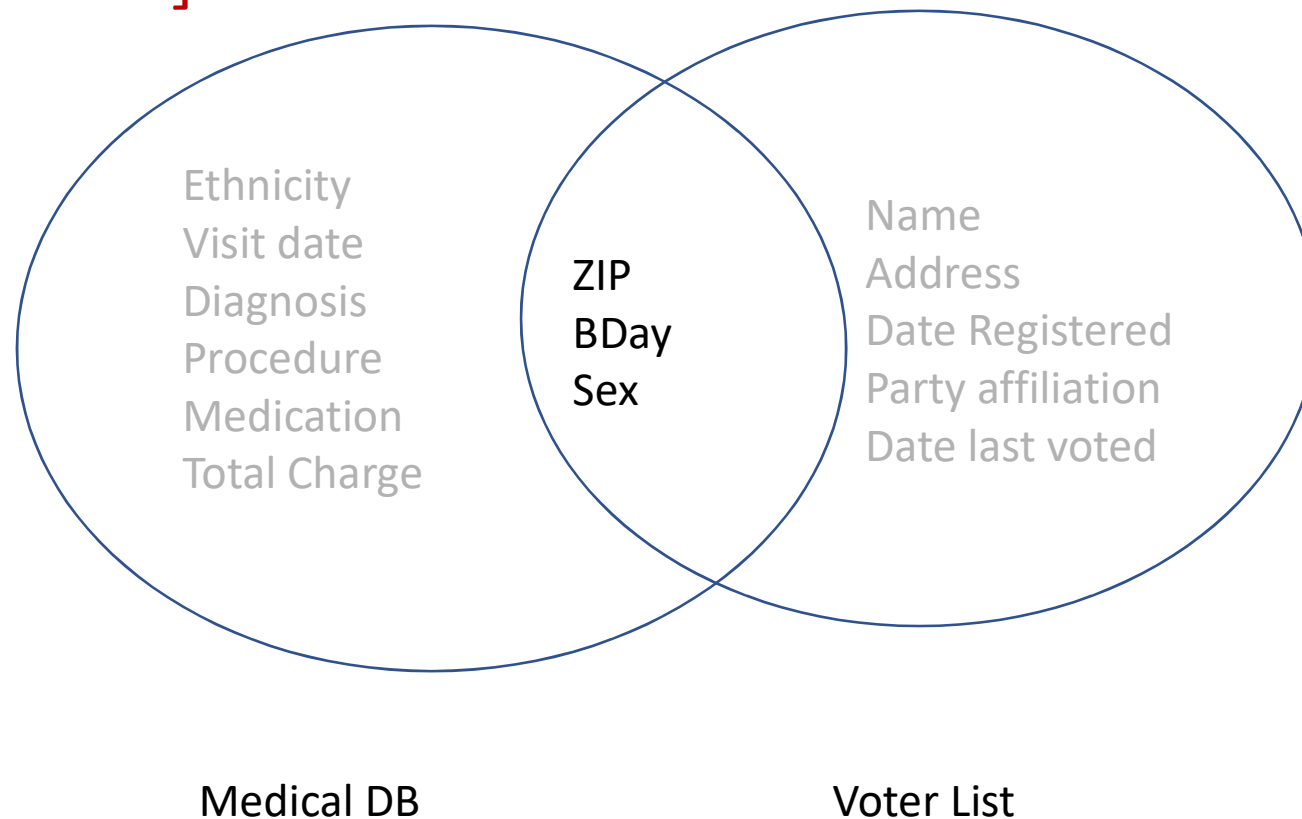 ]
Ethnicity
Visit date
Diagnosis
Procedure
Medication
Total Charge
ZIP
BDay
Sex
Name
Address
Date Registered
Party affiliation
Date last voted
Medical DB
Voter List